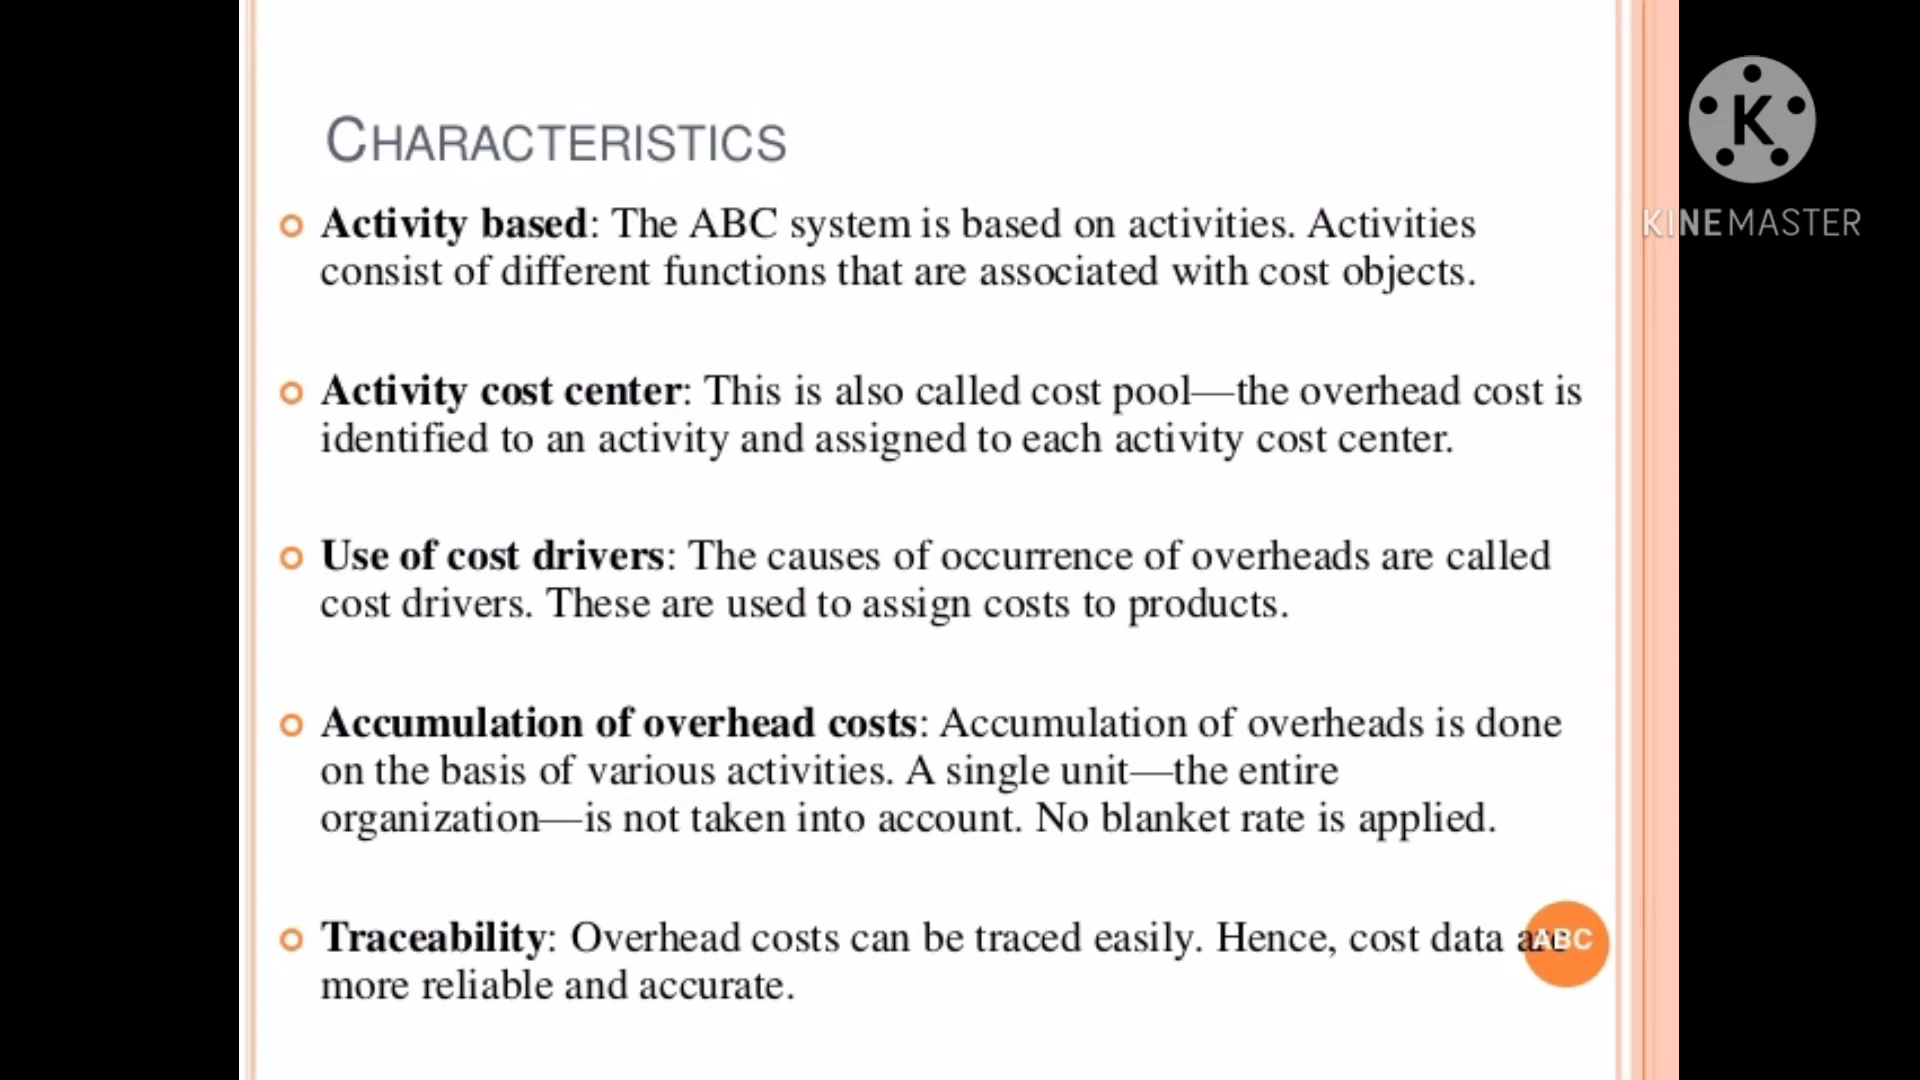 CHARACTERISTICS
Activity based: The ABC system is based on activities. Activities
consist of different functions that are associated with cost objects.
Activity cost center: This is also called cost pool—the overhead cost is
identified to an activity and assigned to each activity cost center.
Use of cost drivers: The causes of occurrence of overheads are called
cost drivers. These are used to assign costs to products.
Accumulation of overhead costs: Accumulation of overheads is done
on the basis of various activities. A single unit—the entire
organization—is not taken into account. No blanket rate is applied.
Traceability: Overhead costs can be traced easily. Hence, cost data are
more reliable and accurate.
ABC
K
KINEMASTER